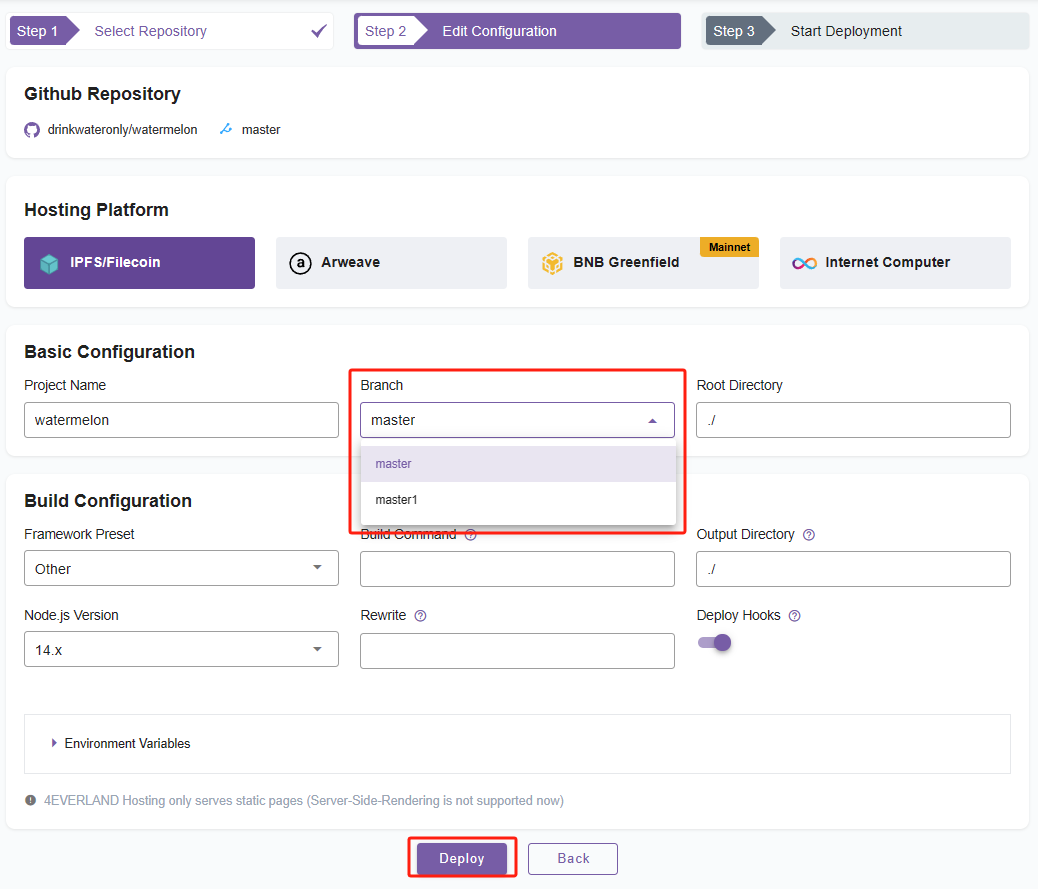 Step 1 Select Repository Step 2 Edit Configuration Step 3 Start Deployment
Github Repository
drinkwateronly/watermelon master
Hosting Platform
IPFS/Filecoin a Arweave BNB Greenfield Mainnet Internet Computer
Basic Configuration
Project Name Branch Root Directory
watermelon master ./
master
master1
Build Configuration
Framework Preset Build Command ? Output Directory ?
Other ./
Node.js Version Rewrite ? Deploy Hooks ?
14.x
Environment Variables
! 4EVERLAND Hosting only serves static pages (Server-Side-Rendering is not supported now)
Deploy Back